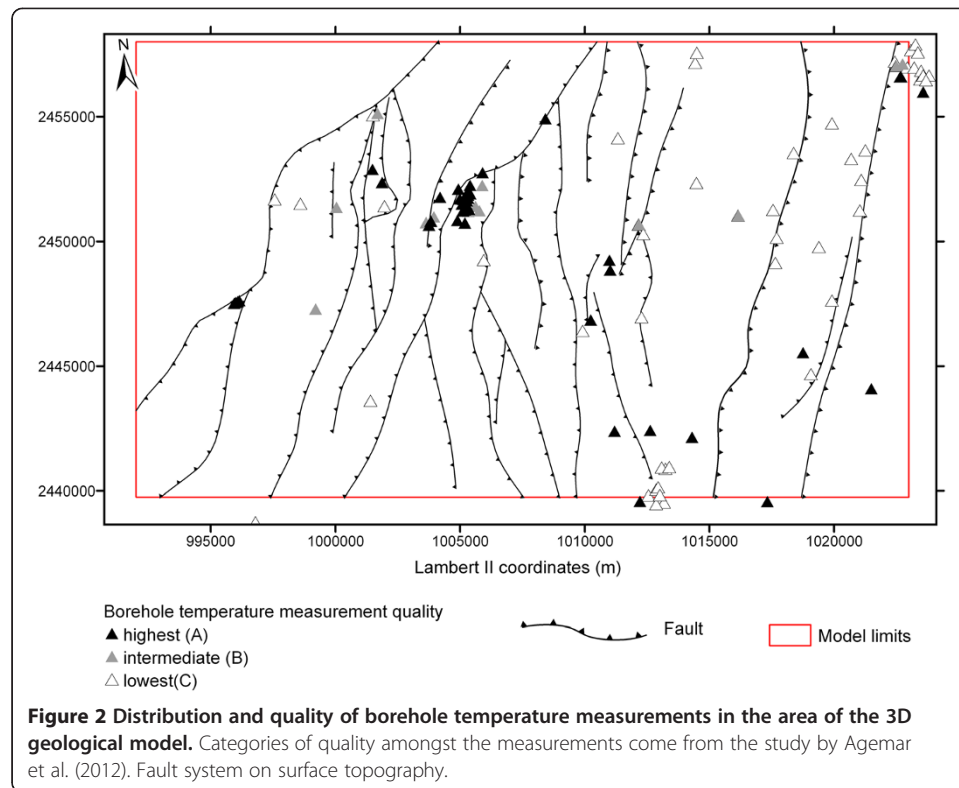 N
2455000
2450000
2445000
2440000
995000 1000000 1005000 1010000 1015000 1020000
Lambert II coordinates (m)
Borehole temperature measurement quality
highest (A)
intermediate (B)
lowest(C)
Fault
Model limits
Figure 2 Distribution and quality of borehole temperature measurements in the area of the 3D
geological model. Categories of quality amongst the measurements come from the study by Agemar
et al. (2012). Fault system on surface topography.